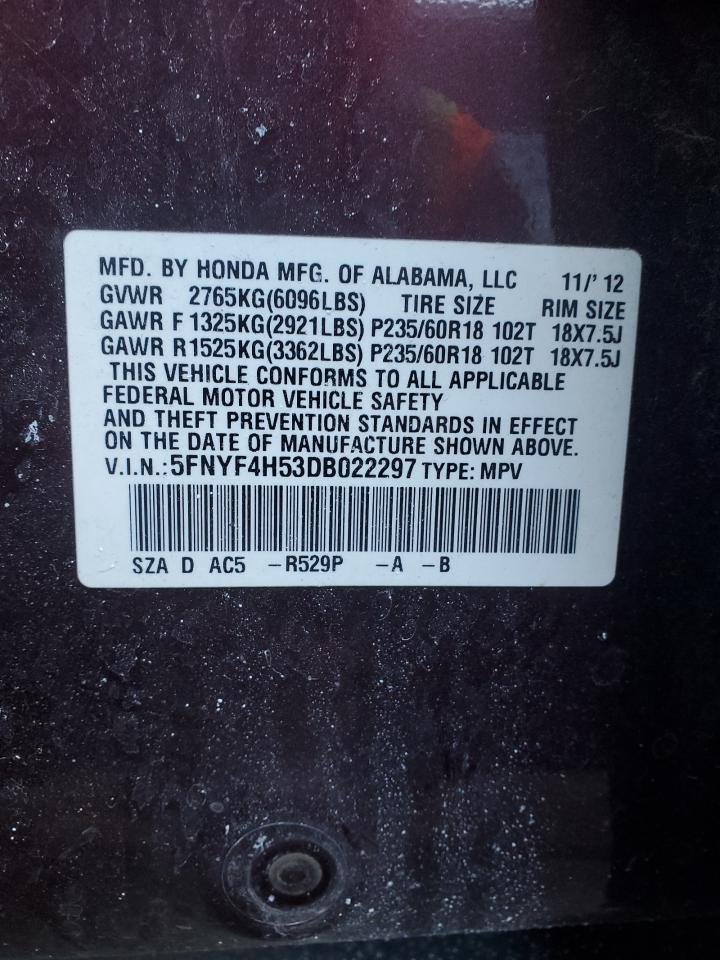 MFD. BY HONDA MFG. OF ALABAMA, LLC 11/'12
GVWR 2765KG(6096LBS) TIRE SIZE RIM SIZE
GAWR F 1325KG(2921LBS) P235/60R18 102T 18X7.5J
GAWR R 1525KG(3362LBS) P235/60R18 102T 18X7.5J
THIS VEHICLE CONFORMS TO ALL APPLICABLE
FEDERAL MOTOR VEHICLE SAFETY
AND THEFT PREVENTION STANDARDS IN EFFECT
ON THE DATE OF MANUFACTURE SHOWN ABOVE.
V.I.N.:5FNYF4H53DB022297 TYPE: MPV
SZA D AC5 -R529P -A -B